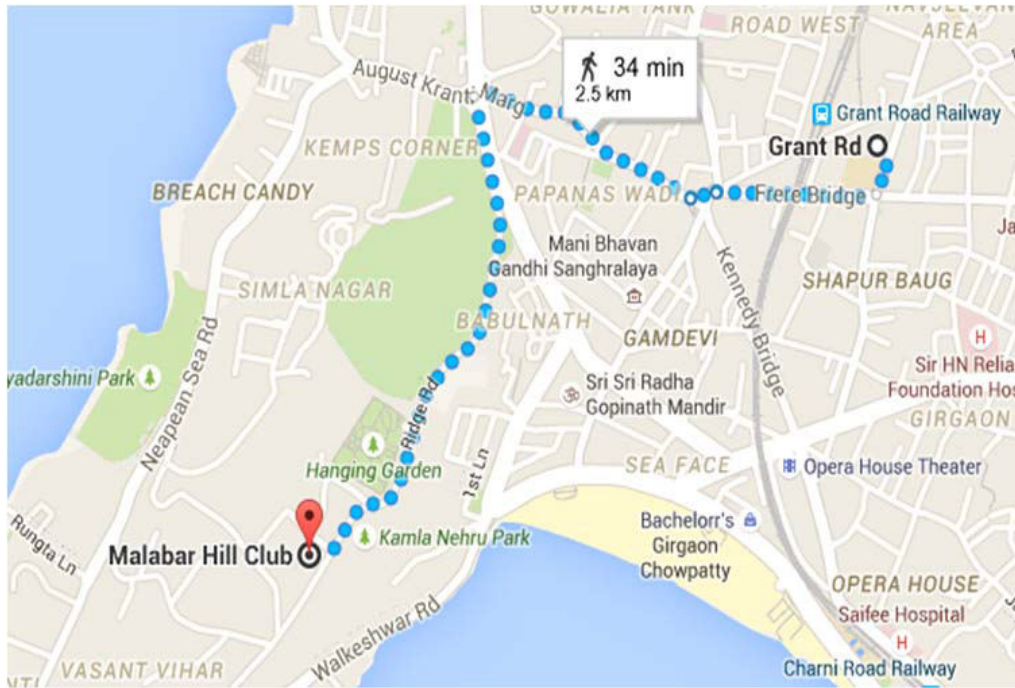 GOWALIA TANK
ROAD WEST
NAVJEEVAN
AREA
34 min
2.5 km
August Kranti Marg
Grant Road Railway
Grant Rd
KEMPS CORNER
BREACH CANDY
PAPANAS WADI
Frere Bridge
Mani Bhavan
Gandhi Sanghralaya
Kennedy Bridge
SHAPUR BAUG
SIMLA NAGAR
BABULNATH
GAMDEVI
H
Sir HN Relia
Foundation Hos
yadarshini Park
Neapean Sea Rd
Sri Sri Radha
Gopinath Mandir
GIRGAON
Ridge Rd
Hanging Garden
1st Ln
SEA FACE
Opera House Theater
Rungta Ln
Malabar Hill Club
Kamla Nehru Park
Bachelorr's
Girgaon
Chowpatty
OPERA HOUSE
Saifee Hospital
H
Walkeshwar Rd
VASANT VIHAR
Charni Road Railway